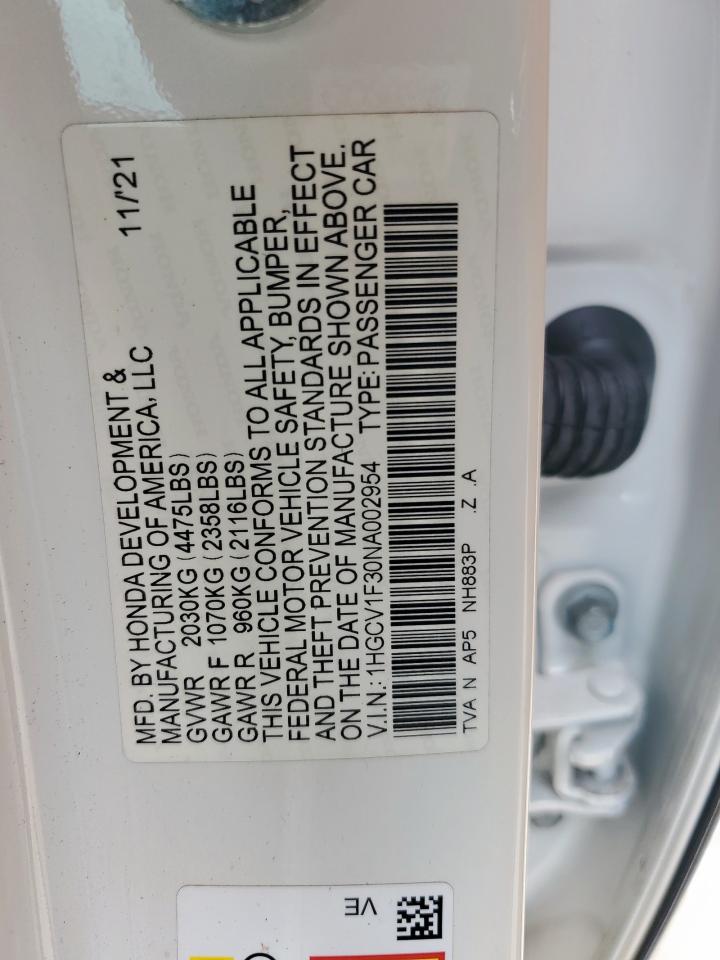 MFD. BY HONDA DEVELOPMENT & 11/'21
MANUFACTURING OF AMERICA, LLC
GVWR 2030KG (4475LBS)
GAWR F 1070KG (2358LBS)
GAWR R 960KG (2116LBS)
THIS VEHICLE CONFORMS TO ALL APPLICABLE
FEDERAL MOTOR VEHICLE SAFETY, BUMPER,
AND THEFT PREVENTION STANDARDS IN EFFECT
ON THE DATE OF MANUFACTURE SHOWN ABOVE.
V.I.N.: 1HGCV1F30NA002954 TYPE: PASSENGER CAR
TVA N AP5 NH883P .Z .A
VE